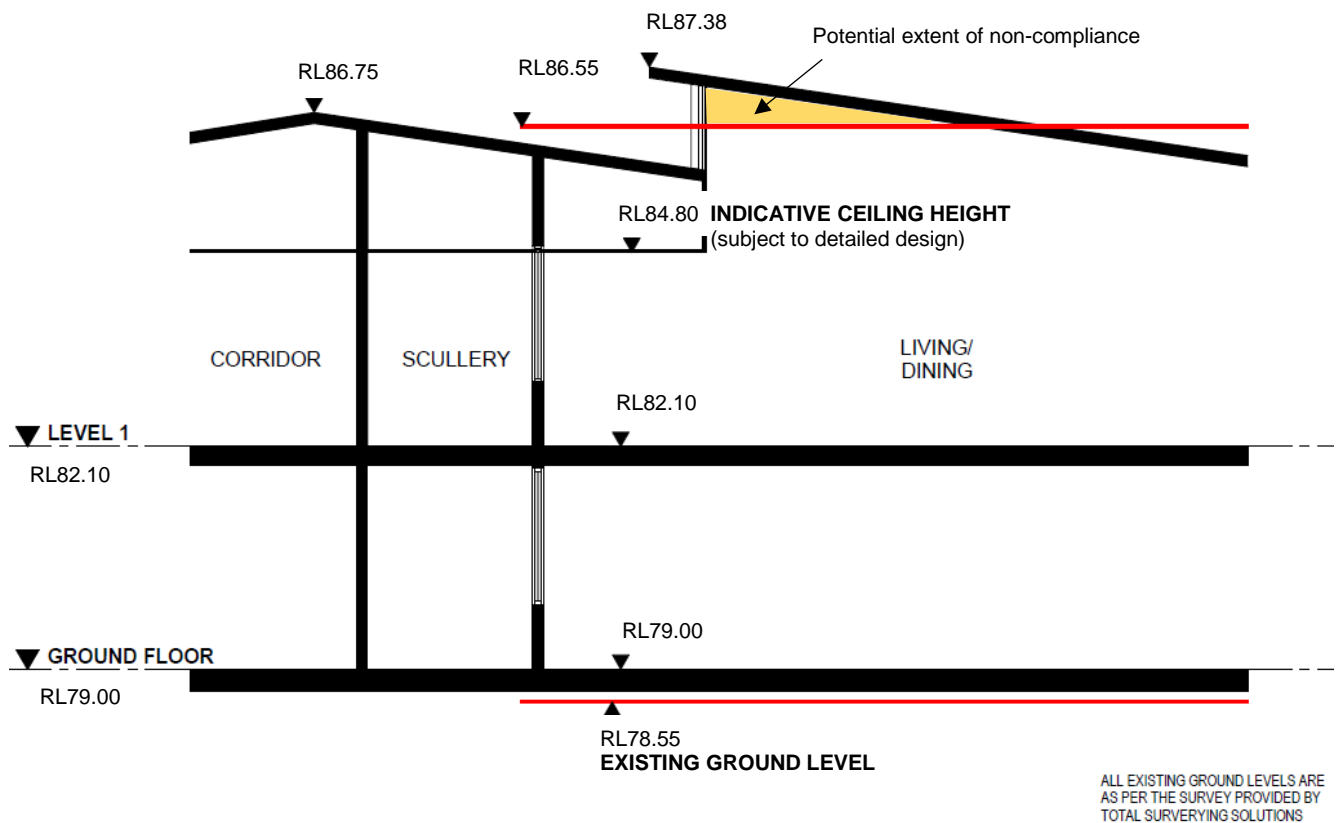 RL87.38
Potential extent of non-compliance
RL86.75
RL86.55
RL84.80 INDICATIVE CEILING HEIGHT
(subject to detailed design)
CORRIDOR
SCULLERY
LIVING/
DINING
RL82.10
LEVEL 1
RL82.10
RL79.00
GROUND FLOOR
RL79.00
RL78.55
EXISTING GROUND LEVEL
ALL EXISTING GROUND LEVELS ARE
AS PER THE SURVEY PROVIDED BY
TOTAL SURVERYING SOLUTIONS